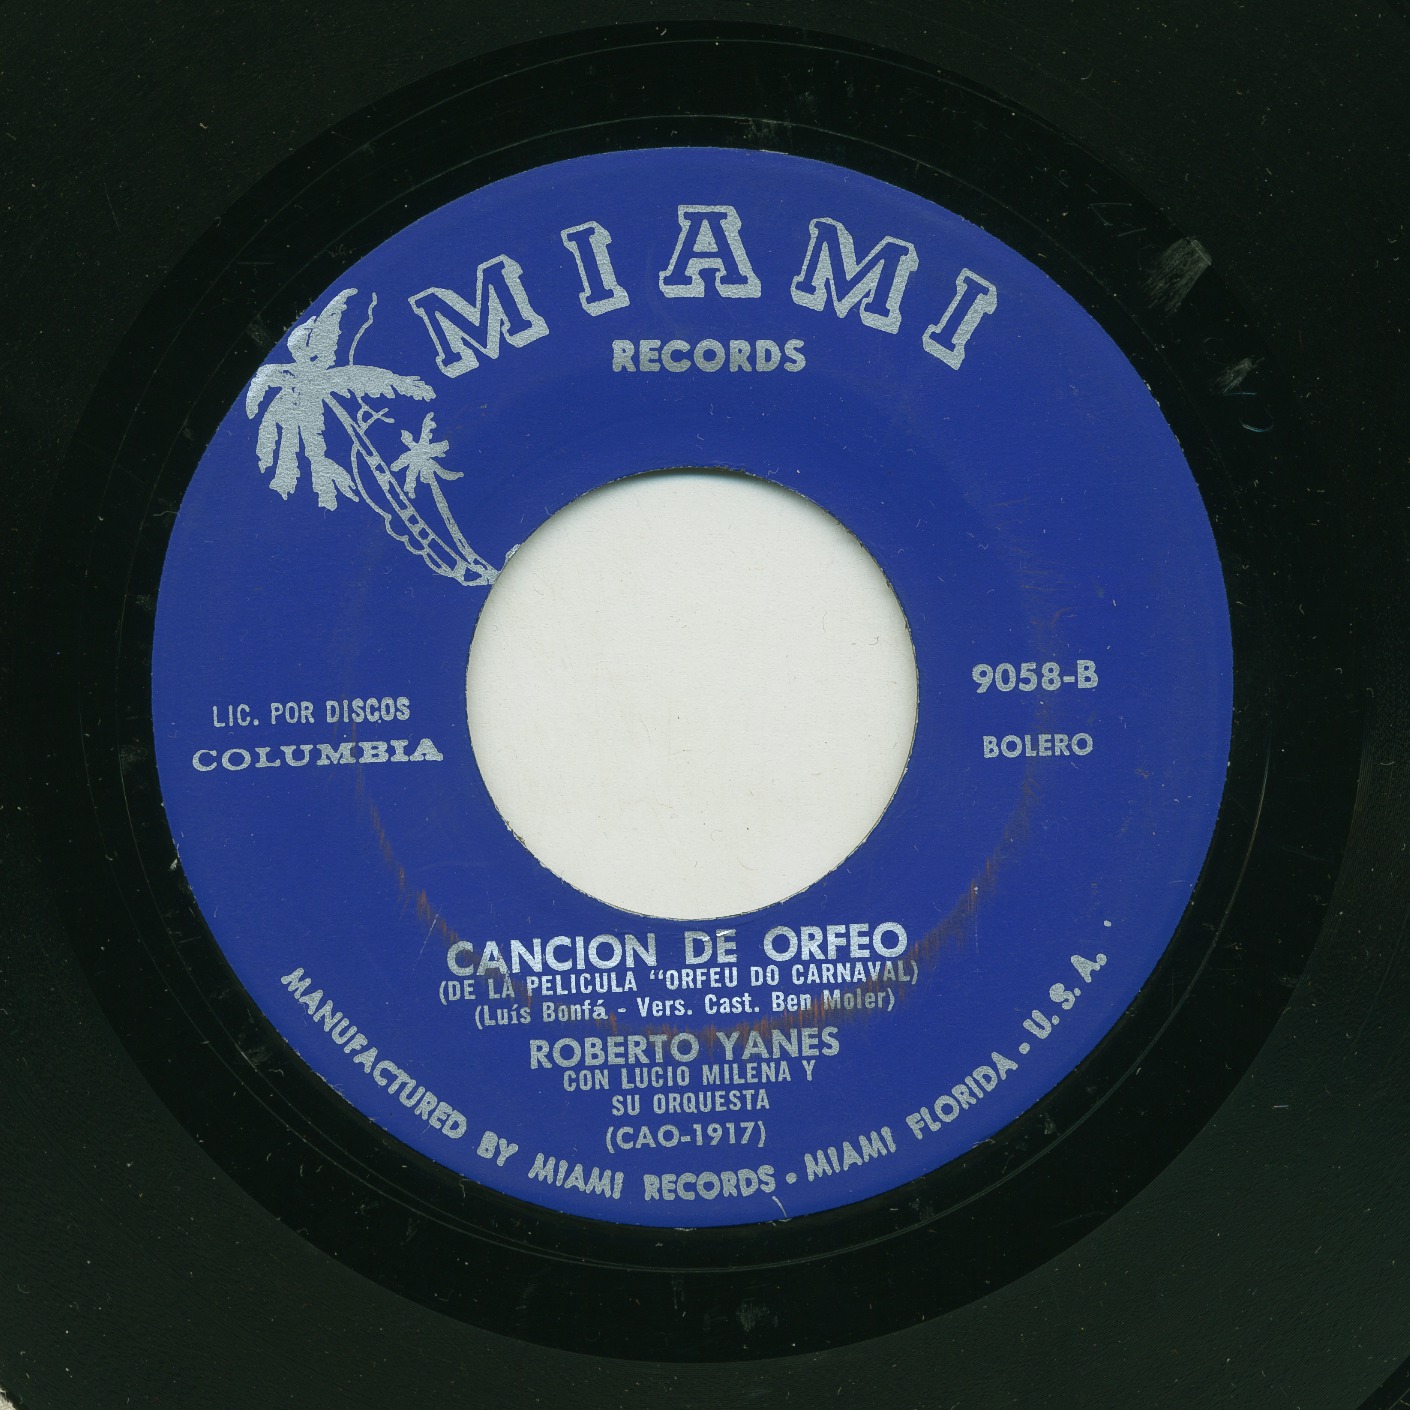 MIAMI
RECORDS
9058-B
LIC. POR DISCOS
COLUMBIA
BOLERO
CANCION DE ORFEO
(DE LA PELICULA "ORFEU DO CARNAVAL)
(Luís Bonfá - Vers. Cast. Ben Moler)
ROBERTO YANES
CON LUCIO MILENA Y
SU ORQUESTA
(CAO-1917)
MANUFACTURED BY MIAMI RECORDS • MIAMI FLORIDA - U. S. A.